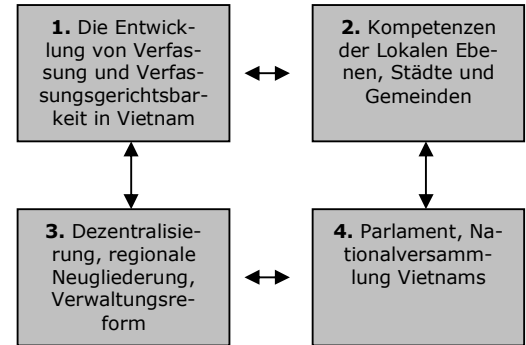 1. Die Entwick-
lung von Verfas-
sung und Verfas-
sungsgerichtsbar-
keit in Vietnam
2. Kompetenzen
der Lokalen Ebe-
nen, Städte und
Gemeinden
3. Dezentralisie-
rung, regionale
Neugliederung,
Verwaltungsre-
form
4. Parlament, Na-
tionalversamm-
lung Vietnams